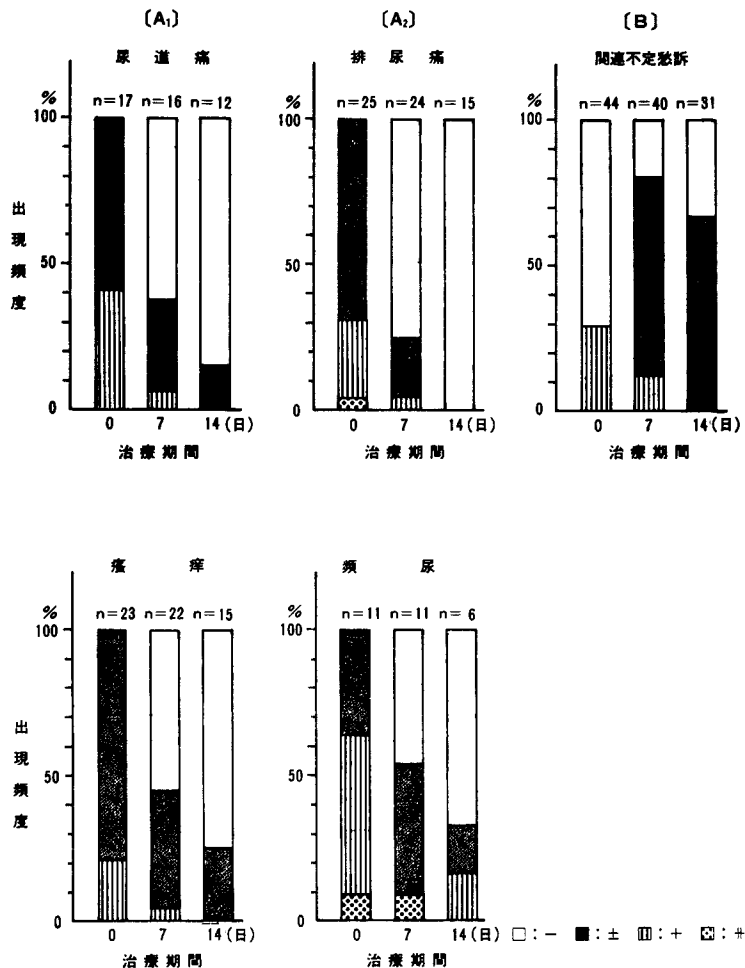 〔A₁〕 〔A₂〕 〔B〕
尿道痛 排尿痛 関連不定愁訴
% n=17 n=16 n=12
% n=25 n=24 n=15
% n=44 n=40 n=31
100 100 100
出現頻度
50 50 50
0 0 0
0 7 14(日) 0 7 14(日) 0 7 14(日)
治療期間 治療期間 治療期間
瘙痒 頻尿
% n=23 n=22 n=15
% n=11 n=11 n=6
100 100
出現頻度
50 50
0 0
0 7 14(日) 0 7 14(日)
治療期間 治療期間
□:− ■:± :+ :⧺